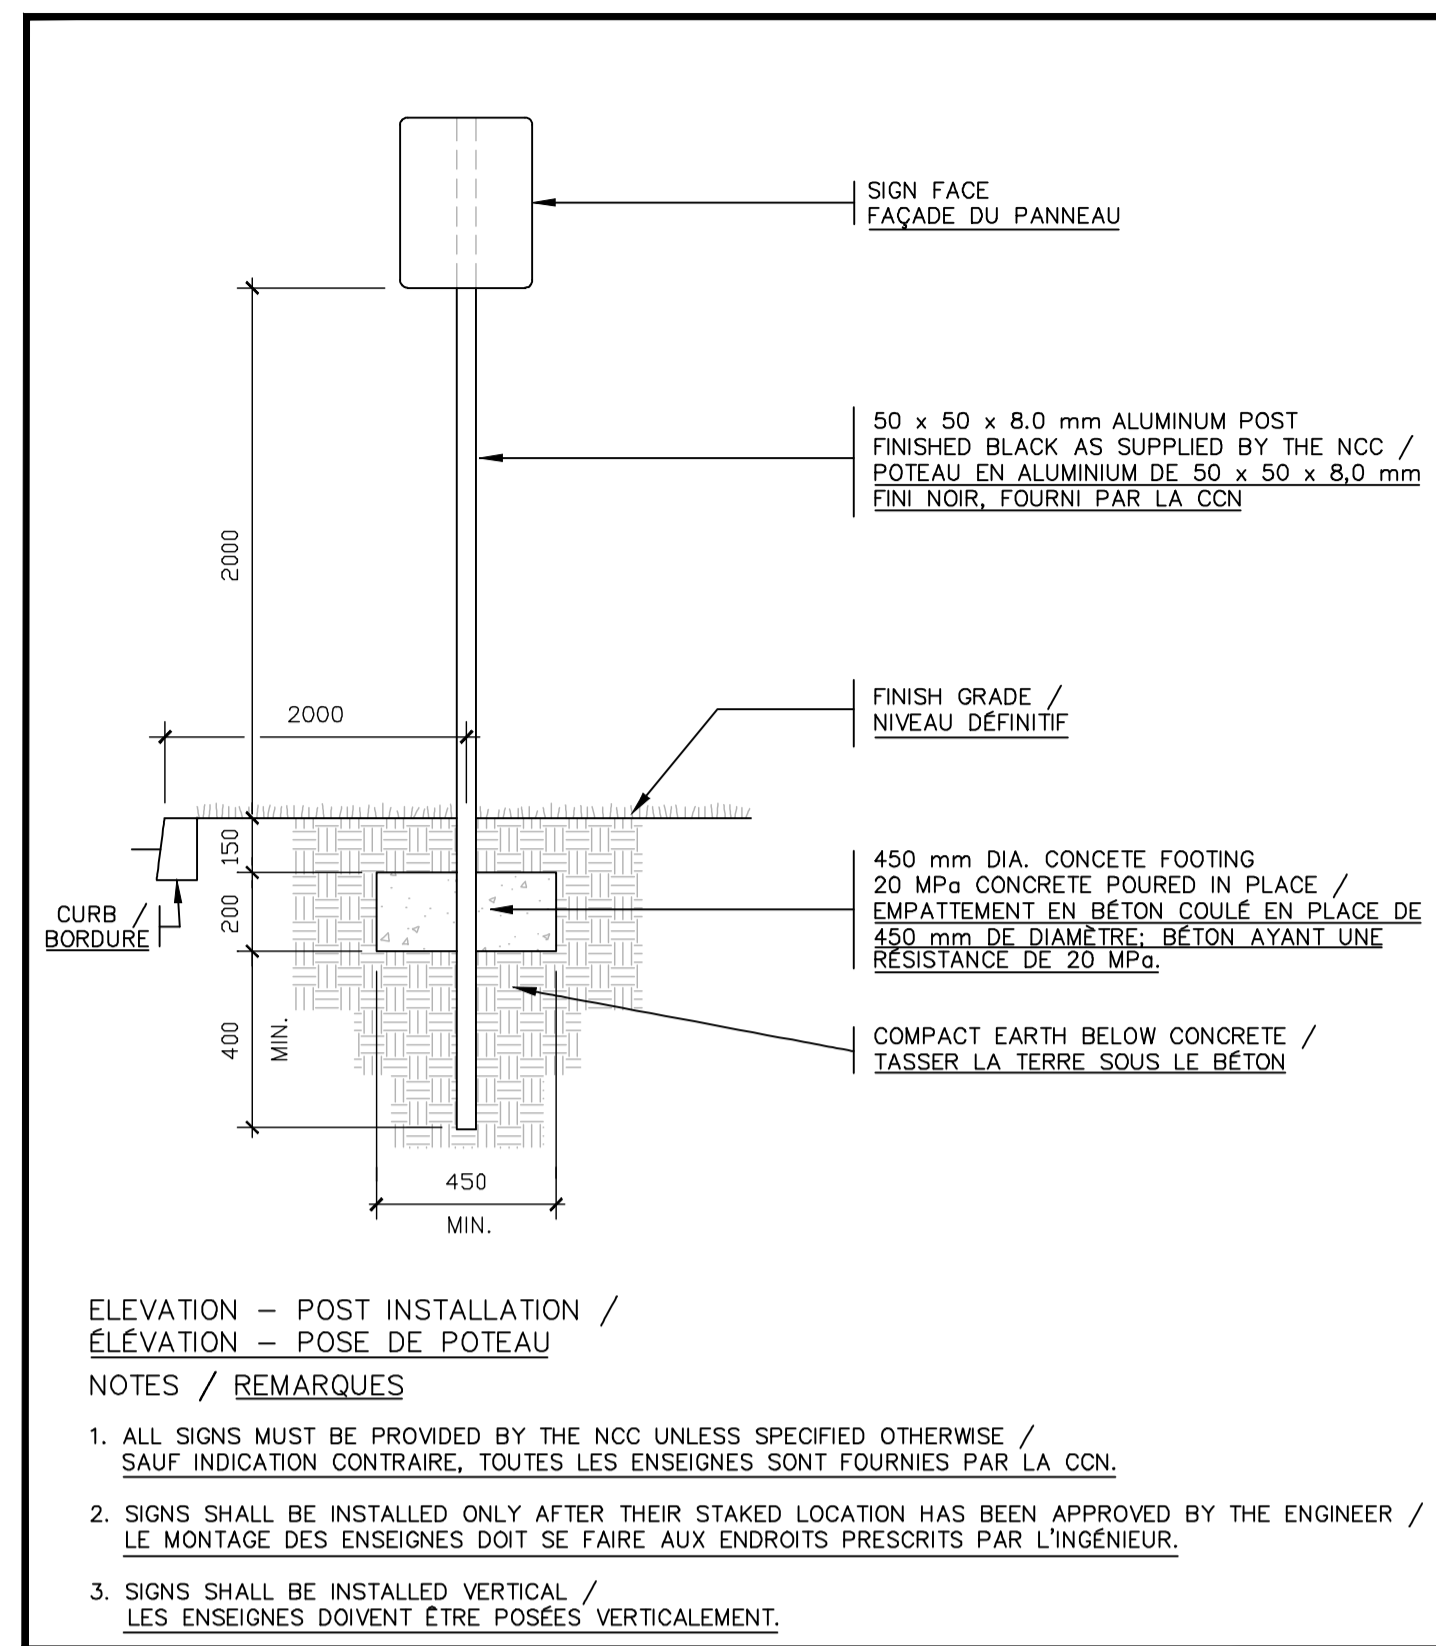 SIGN FACE
FAÇADE DU PANNEAU
50 x 50 x 8.0 mm ALUMINUM POST
FINISHED BLACK AS SUPPLIED BY THE NCC /
POTEAU EN ALUMINIUM DE 50 x 50 x 8,0 mm
FINI NOIR, FOURNI PAR LA CCN
2000
2000
FINISH GRADE /
NIVEAU DÉFINITIF
150
200
400
MIN.
CURB /
BORDURE
450 mm DIA. CONCETE FOOTING
20 MPa CONCRETE POURED IN PLACE /
EMPATTEMENT EN BÉTON COULÉ EN PLACE DE
450 mm DE DIAMÈTRE; BÉTON AYANT UNE
RÉSISTANCE DE 20 MPa.
COMPACT EARTH BELOW CONCRETE /
TASSER LA TERRE SOUS LE BÉTON
450
MIN.
ELEVATION – POST INSTALLATION /
ÉLÉVATION – POSE DE POTEAU
NOTES / REMARQUES
1. ALL SIGNS MUST BE PROVIDED BY THE NCC UNLESS SPECIFIED OTHERWISE /
SAUF INDICATION CONTRAIRE, TOUTES LES ENSEIGNES SONT FOURNIES PAR LA CCN.
2. SIGNS SHALL BE INSTALLED ONLY AFTER THEIR STAKED LOCATION HAS BEEN APPROVED BY THE ENGINEER /
LE MONTAGE DES ENSEIGNES DOIT SE FAIRE AUX ENDROITS PRESCRITS PAR L'INGÉNIEUR.
3. SIGNS SHALL BE INSTALLED VERTICAL /
LES ENSEIGNES DOIVENT ÊTRE POSÉES VERTICALEMENT.